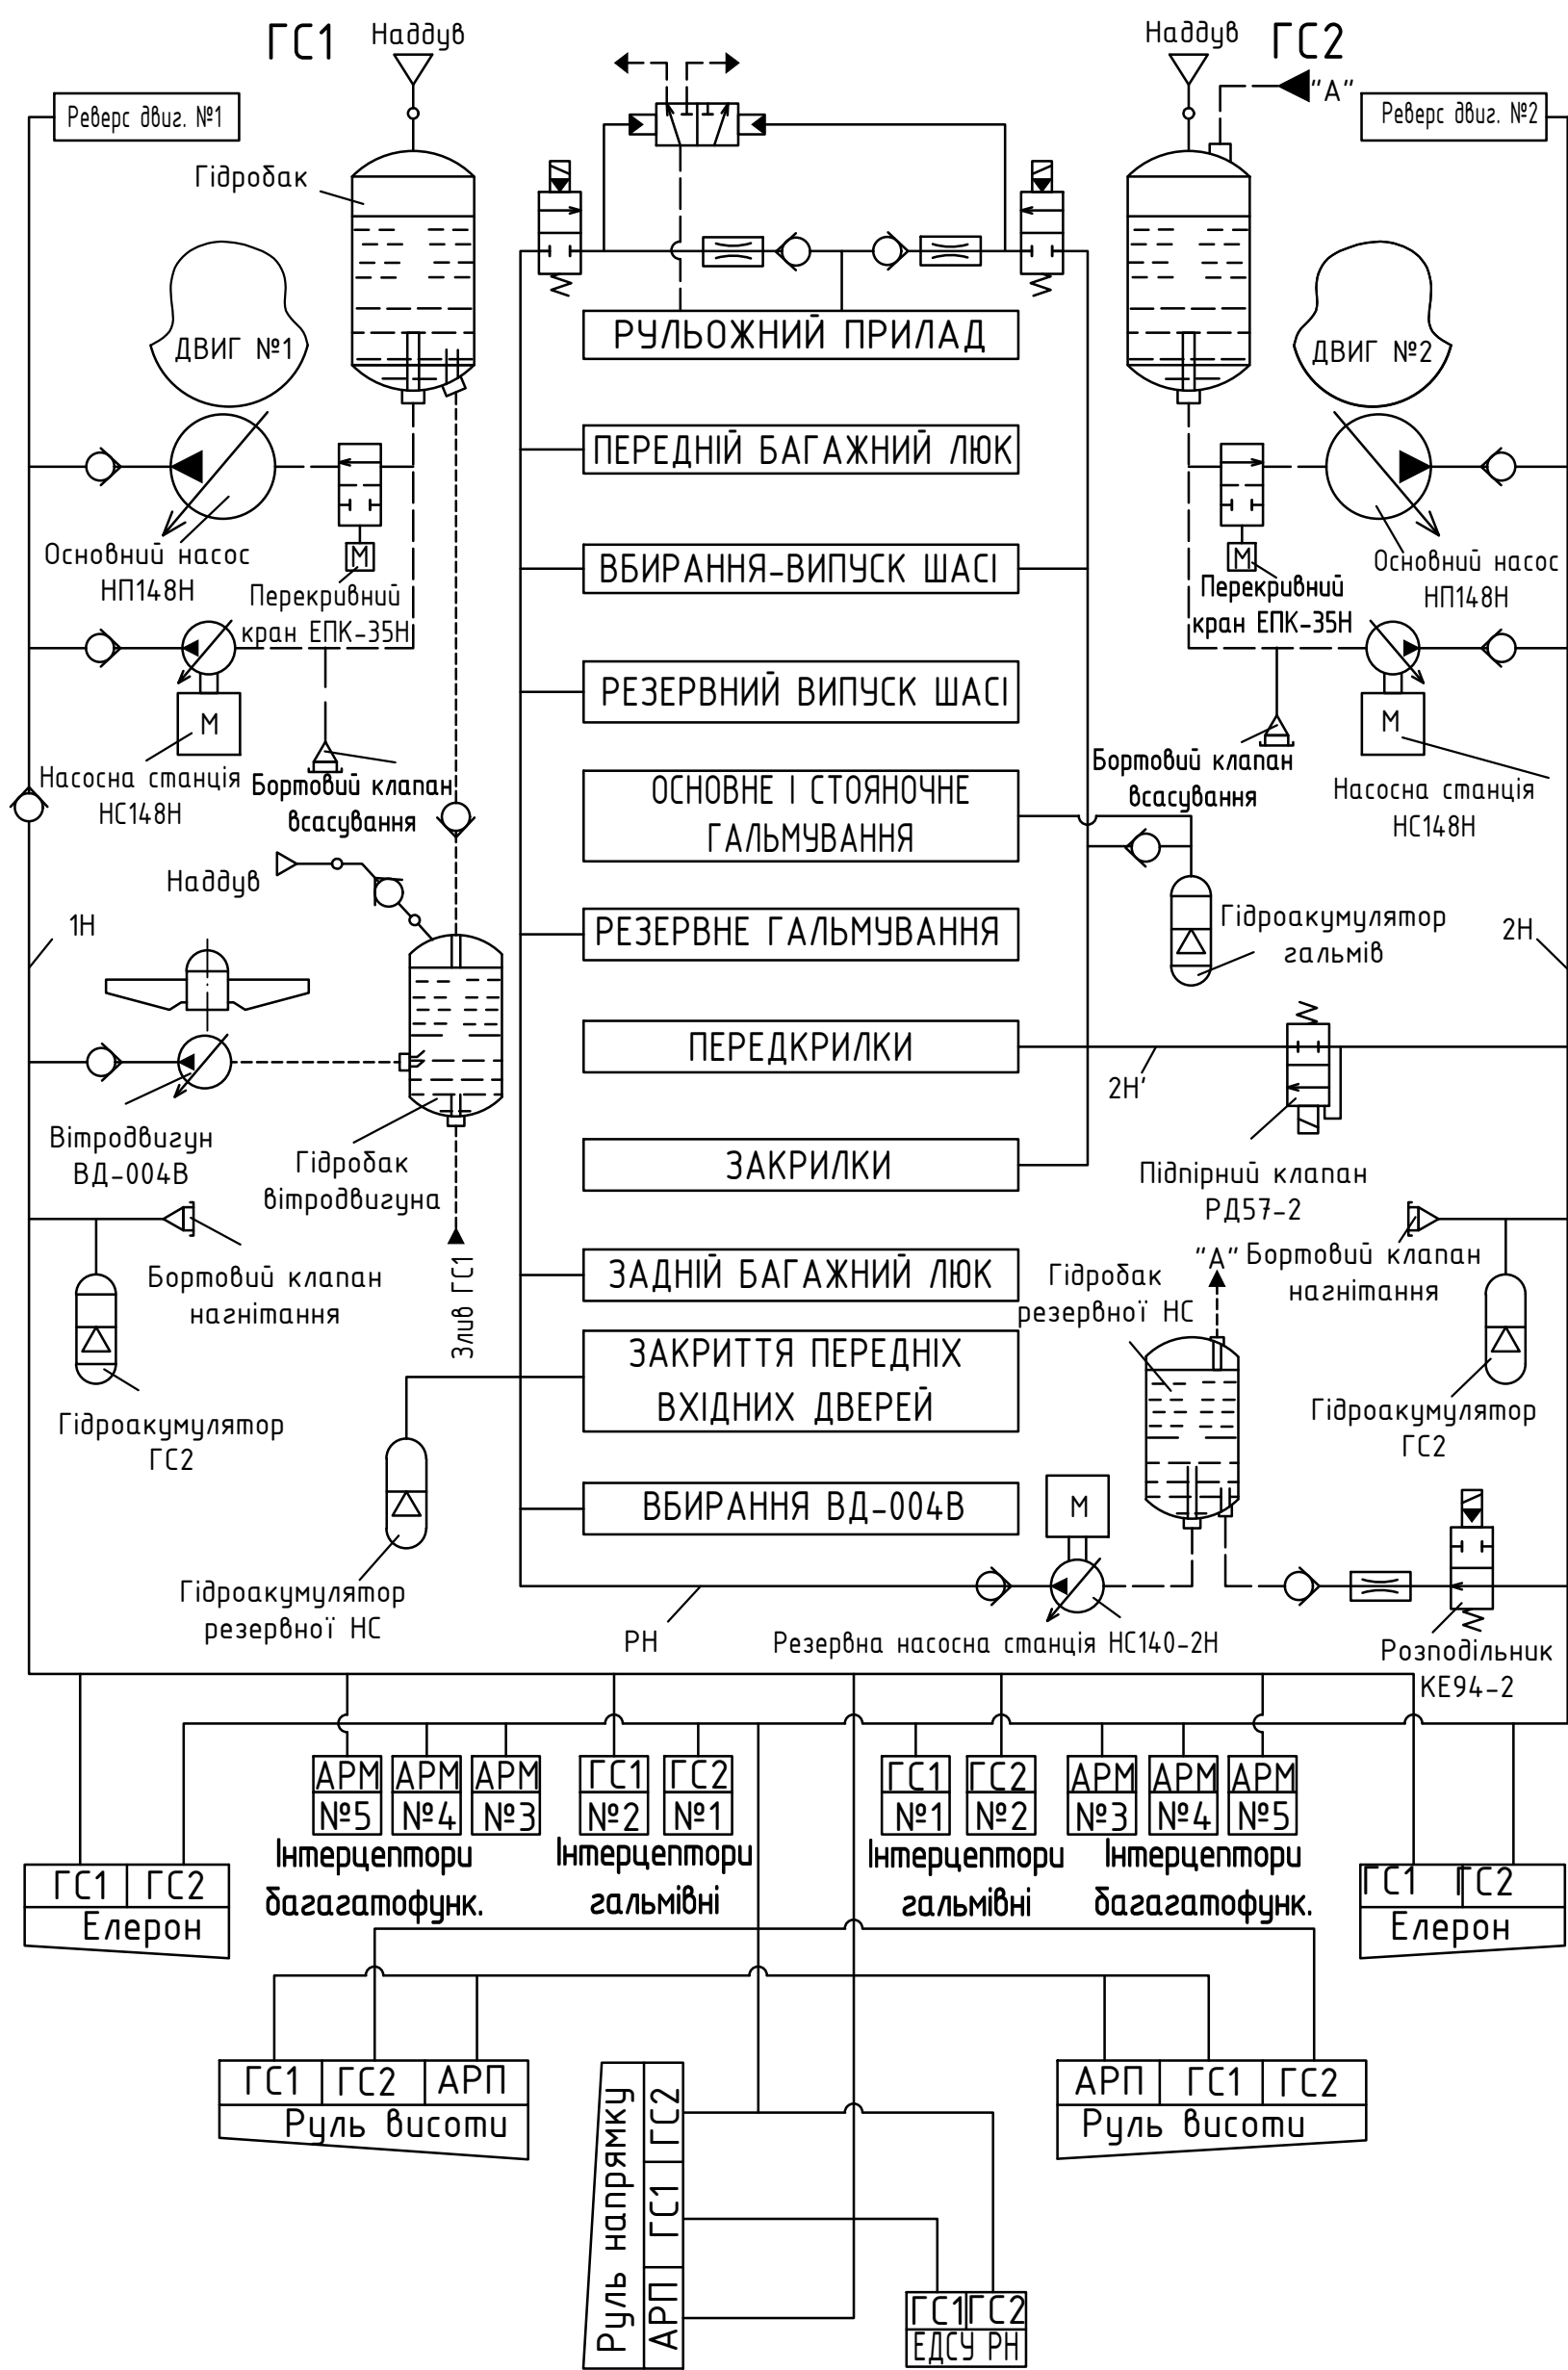 ГС1
Наддув
Наддув
ГС2
"А"
Реверс двиг. №1
Реверс двиг. №2
Гідробак
ДВИГ №1
РУЛЬОЖНИЙ ПРИЛАД
ДВИГ №2
ПЕРЕДНІЙ БАГАЖНИЙ ЛЮК
Основний насос
НП148Н
М
Перекривний
кран ЕПК-35Н
ВБИРАННЯ-ВИПУСК ШАСІ
М
Перекривний
кран ЕПК-35Н
Основний насос
НП148Н
РЕЗЕРВНИЙ ВИПУСК ШАСІ
М
М
Насосна станція
НС148Н
Бортовий клапан
всасування
ОСНОВНЕ І СТОЯНОЧНЕ
ГАЛЬМУВАННЯ
Бортовий клапан
всасування
Насосна станція
НС148Н
Наддув
1Н
РЕЗЕРВНЕ ГАЛЬМУВАННЯ
Гідроакумулятор
гальмів
2Н
ПЕРЕДКРИЛКИ
2Н'
Вітродвигун
ВД-004В
Гідробак
вітродвигуна
ЗАКРИЛКИ
Підпірний клапан
РД57-2
Бортовий клапан
нагнітання
Злив ГС1
ЗАДНІЙ БАГАЖНИЙ ЛЮК
Гідробак
резервної НС
"А"
Бортовий клапан
нагнітання
ЗАКРИТТЯ ПЕРЕДНІХ
ВХІДНИХ ДВЕРЕЙ
Гідроакумулятор
ГС2
Гідроакумулятор
ГС2
ВБИРАННЯ ВД-004В
М
Гідроакумулятор
резервної НС
РН
Резервна насосна станція НС140-2Н
Розподільник
КЕ94-2
АРМ
№5
АРМ
№4
АРМ
№3
ГС1
№2
ГС2
№1
ГС1
№1
ГС2
№2
АРМ
№3
АРМ
№4
АРМ
№5
Інтерцептори
багагатофунк.
Інтерцептори
гальмівні
Інтерцептори
гальмівні
Інтерцептори
багагатофунк.
ГС1 ГС2
Елерон
ГС1 ГС2
Елерон
ГС1 ГС2 АРП
Руль висоти
АРП ГС1 ГС2
Руль висоти
Руль напрямку
АРП ГС1 ГС2
ГС1 ГС2
ЕДСУ РН